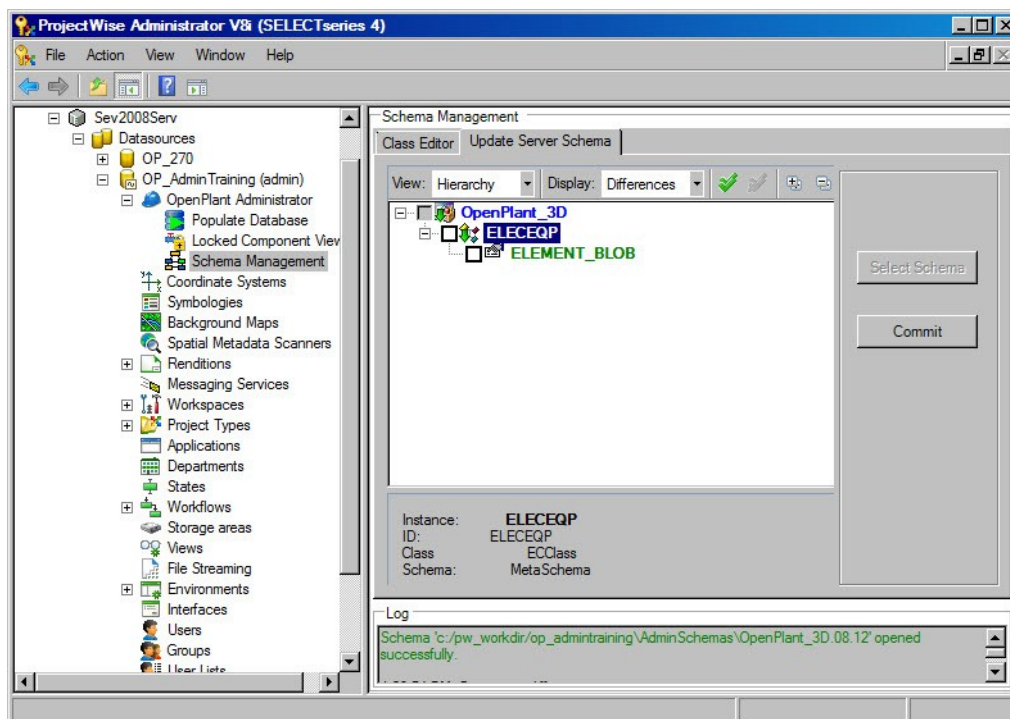 ProjectWise Administrator V8i (SELECTseries 4)
File Action View Window Help
Sev2008Serv
Datasources
OP_270
OP_AdminTraining (admin)
OpenPlant Administrator
Populate Database
Locked Component View
Schema Management
Coordinate Systems
Symbologies
Background Maps
Spatial Metadata Scanners
Renditions
Messaging Services
Workspaces
Project Types
Applications
Departments
States
Workflows
Storage areas
Views
File Streaming
Environments
Interfaces
Users
Groups
User Lists
Schema Management
Class Editor Update Server Schema
View: Hierarchy Display: Differences
OpenPlant_3D
ELECEQP
ELEMENT_BLOB
Select Schema
Commit
Instance: ELECEQP
ID: ELECEQP
Class ECClass
Schema: MetaSchema
Log
Schema 'c:/pw_workdir/op_admintraining\AdminSchemas\OpenPlant_3D.08.12' opened
successfully.